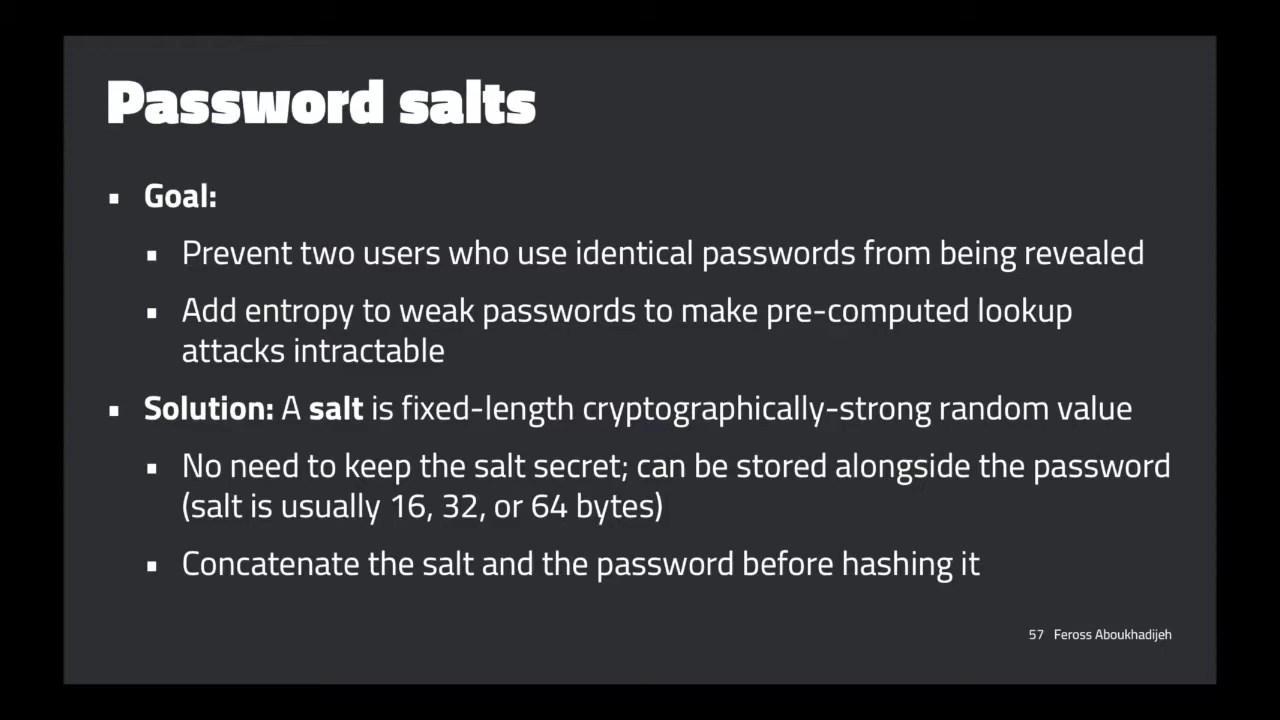 Password salts
▪ Goal:
▪ Prevent two users who use identical passwords from being revealed
▪ Add entropy to weak passwords to make pre-computed lookup
attacks intractable
▪ Solution: A salt is fixed-length cryptographically-strong random value
▪ No need to keep the salt secret; can be stored alongside the password
(salt is usually 16, 32, or 64 bytes)
▪ Concatenate the salt and the password before hashing it
57 Feross Aboukhadijeh